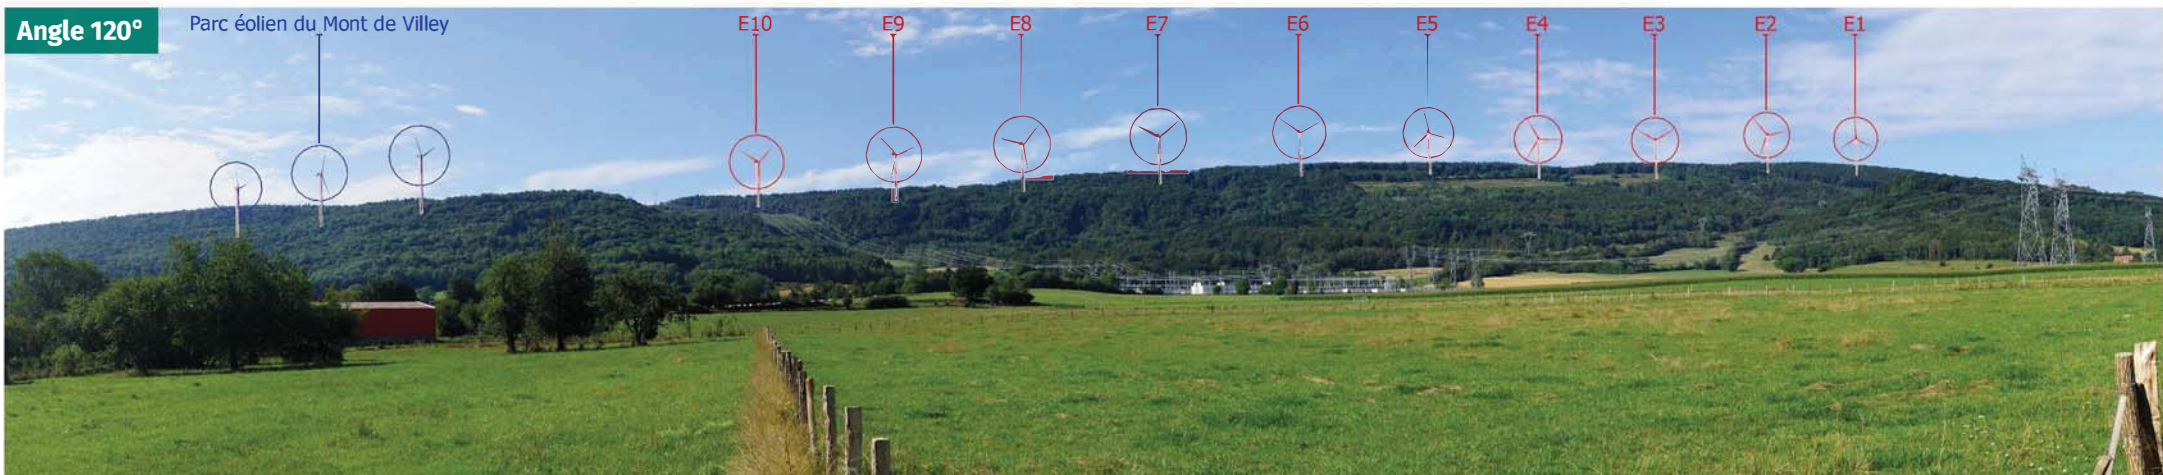 Angle 120°
Parc éolien du Mont de Villey
E10
E9
E8
E7
E6
E5
E4
E3
E2
E1